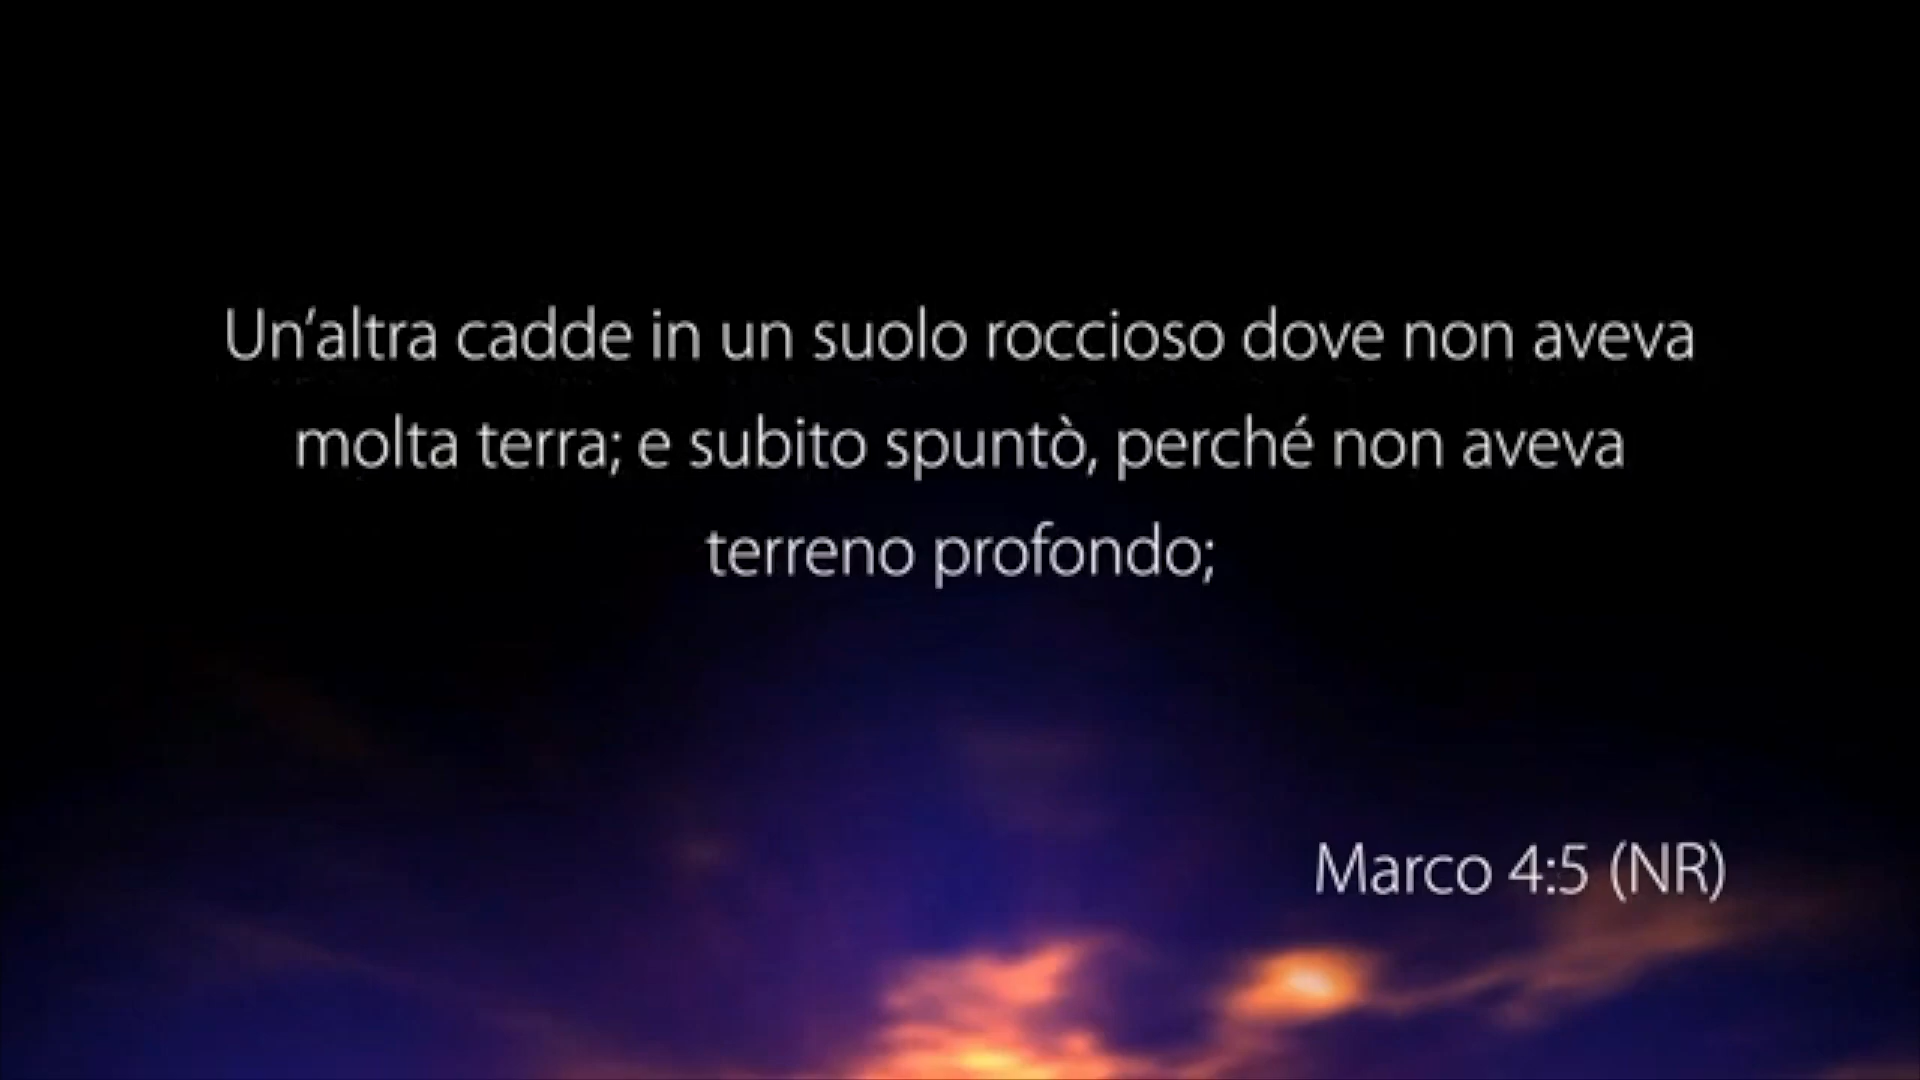 Un'altra cadde in un suolo roccioso dove non aveva
molta terra; e subito spuntò, perché non aveva
terreno profondo;
Marco 4:5 (NR)